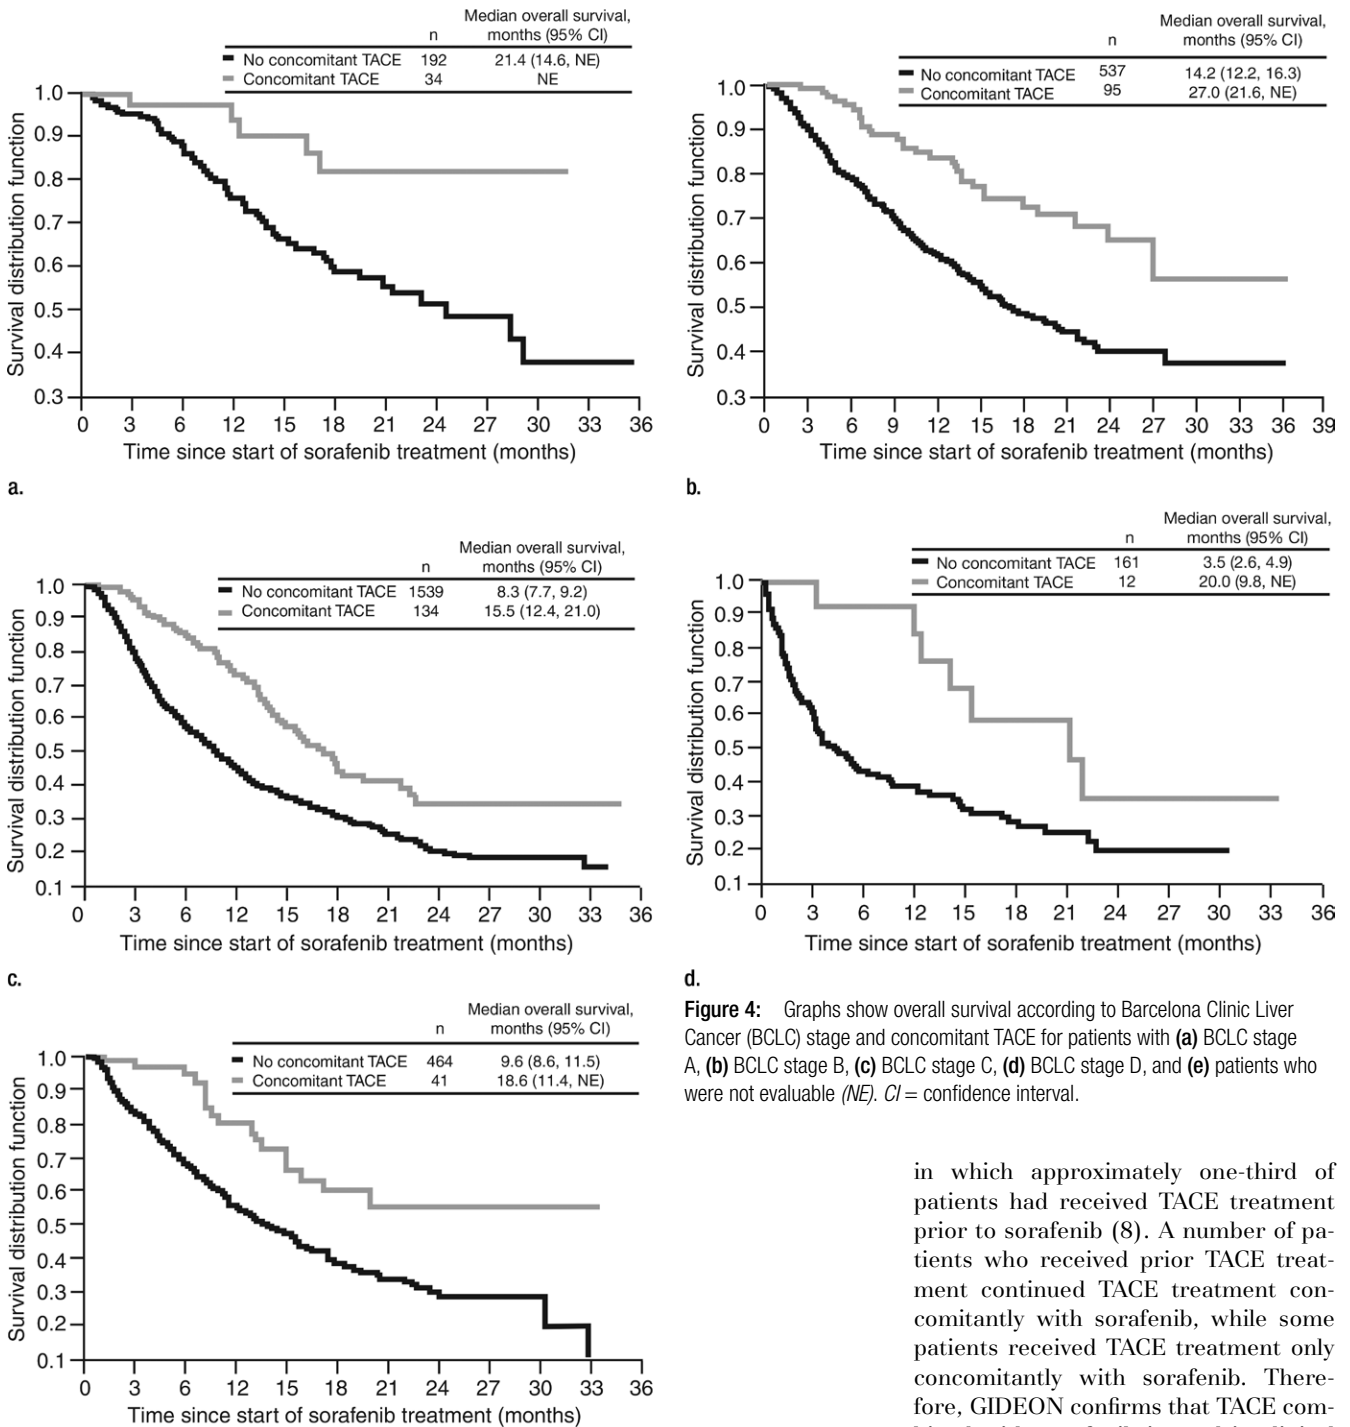 Median overall survival,
n months (95% CI)
No concomitant TACE 192 21.4 (14.6, NE)
Concomitant TACE 34 NE
1.0
0.9
0.8
0.7
0.6
0.5
0.4
0.3
Survival distribution function
0 3 6 12 15 18 21 24 27 30 33 36
Time since start of sorafenib treatment (months)
a.
Median overall survival,
n months (95% CI)
No concomitant TACE 537 14.2 (12.2, 16.3)
Concomitant TACE 95 27.0 (21.6, NE)
1.0
0.9
0.8
0.7
0.6
0.5
0.4
0.3
Survival distribution function
0 3 6 9 12 15 18 21 24 27 30 33 36 39
Time since start of sorafenib treatment (months)
b.
Median overall survival,
n months (95% CI)
No concomitant TACE 1539 8.3 (7.7, 9.2)
Concomitant TACE 134 15.5 (12.4, 21.0)
1.0
0.9
0.8
0.7
0.6
0.5
0.4
0.3
0.2
0.1
Survival distribution function
0 3 6 12 15 18 21 24 27 30 33 36
Time since start of sorafenib treatment (months)
c.
Median overall survival,
n months (95% CI)
No concomitant TACE 161 3.5 (2.6, 4.9)
Concomitant TACE 12 20.0 (9.8, NE)
1.0
0.9
0.8
0.7
0.6
0.5
0.4
0.3
0.2
0.1
Survival distribution function
0 3 6 12 15 18 21 24 27 30 33 36
Time since start of sorafenib treatment (months)
d.
Median overall survival,
n months (95% CI)
No concomitant TACE 464 9.6 (8.6, 11.5)
Concomitant TACE 41 18.6 (11.4, NE)
1.0
0.9
0.8
0.7
0.6
0.5
0.4
0.3
0.2
0.1
Survival distribution function
0 3 6 12 15 18 21 24 27 30 33 36
Time since start of sorafenib treatment (months)
Figure 4: Graphs show overall survival according to Barcelona Clinic Liver
Cancer (BCLC) stage and concomitant TACE for patients with (a) BCLC stage
A, (b) BCLC stage B, (c) BCLC stage C, (d) BCLC stage D, and (e) patients who
were not evaluable (NE). CI = confidence interval.
in which approximately one-third of
patients had received TACE treatment
prior to sorafenib (8). A number of pa-
tients who received prior TACE treat-
ment continued TACE treatment con-
comitantly with sorafenib, while some
patients received TACE treatment only
concomitantly with sorafenib. There-
fore, GIDEON confirms that TACE com-